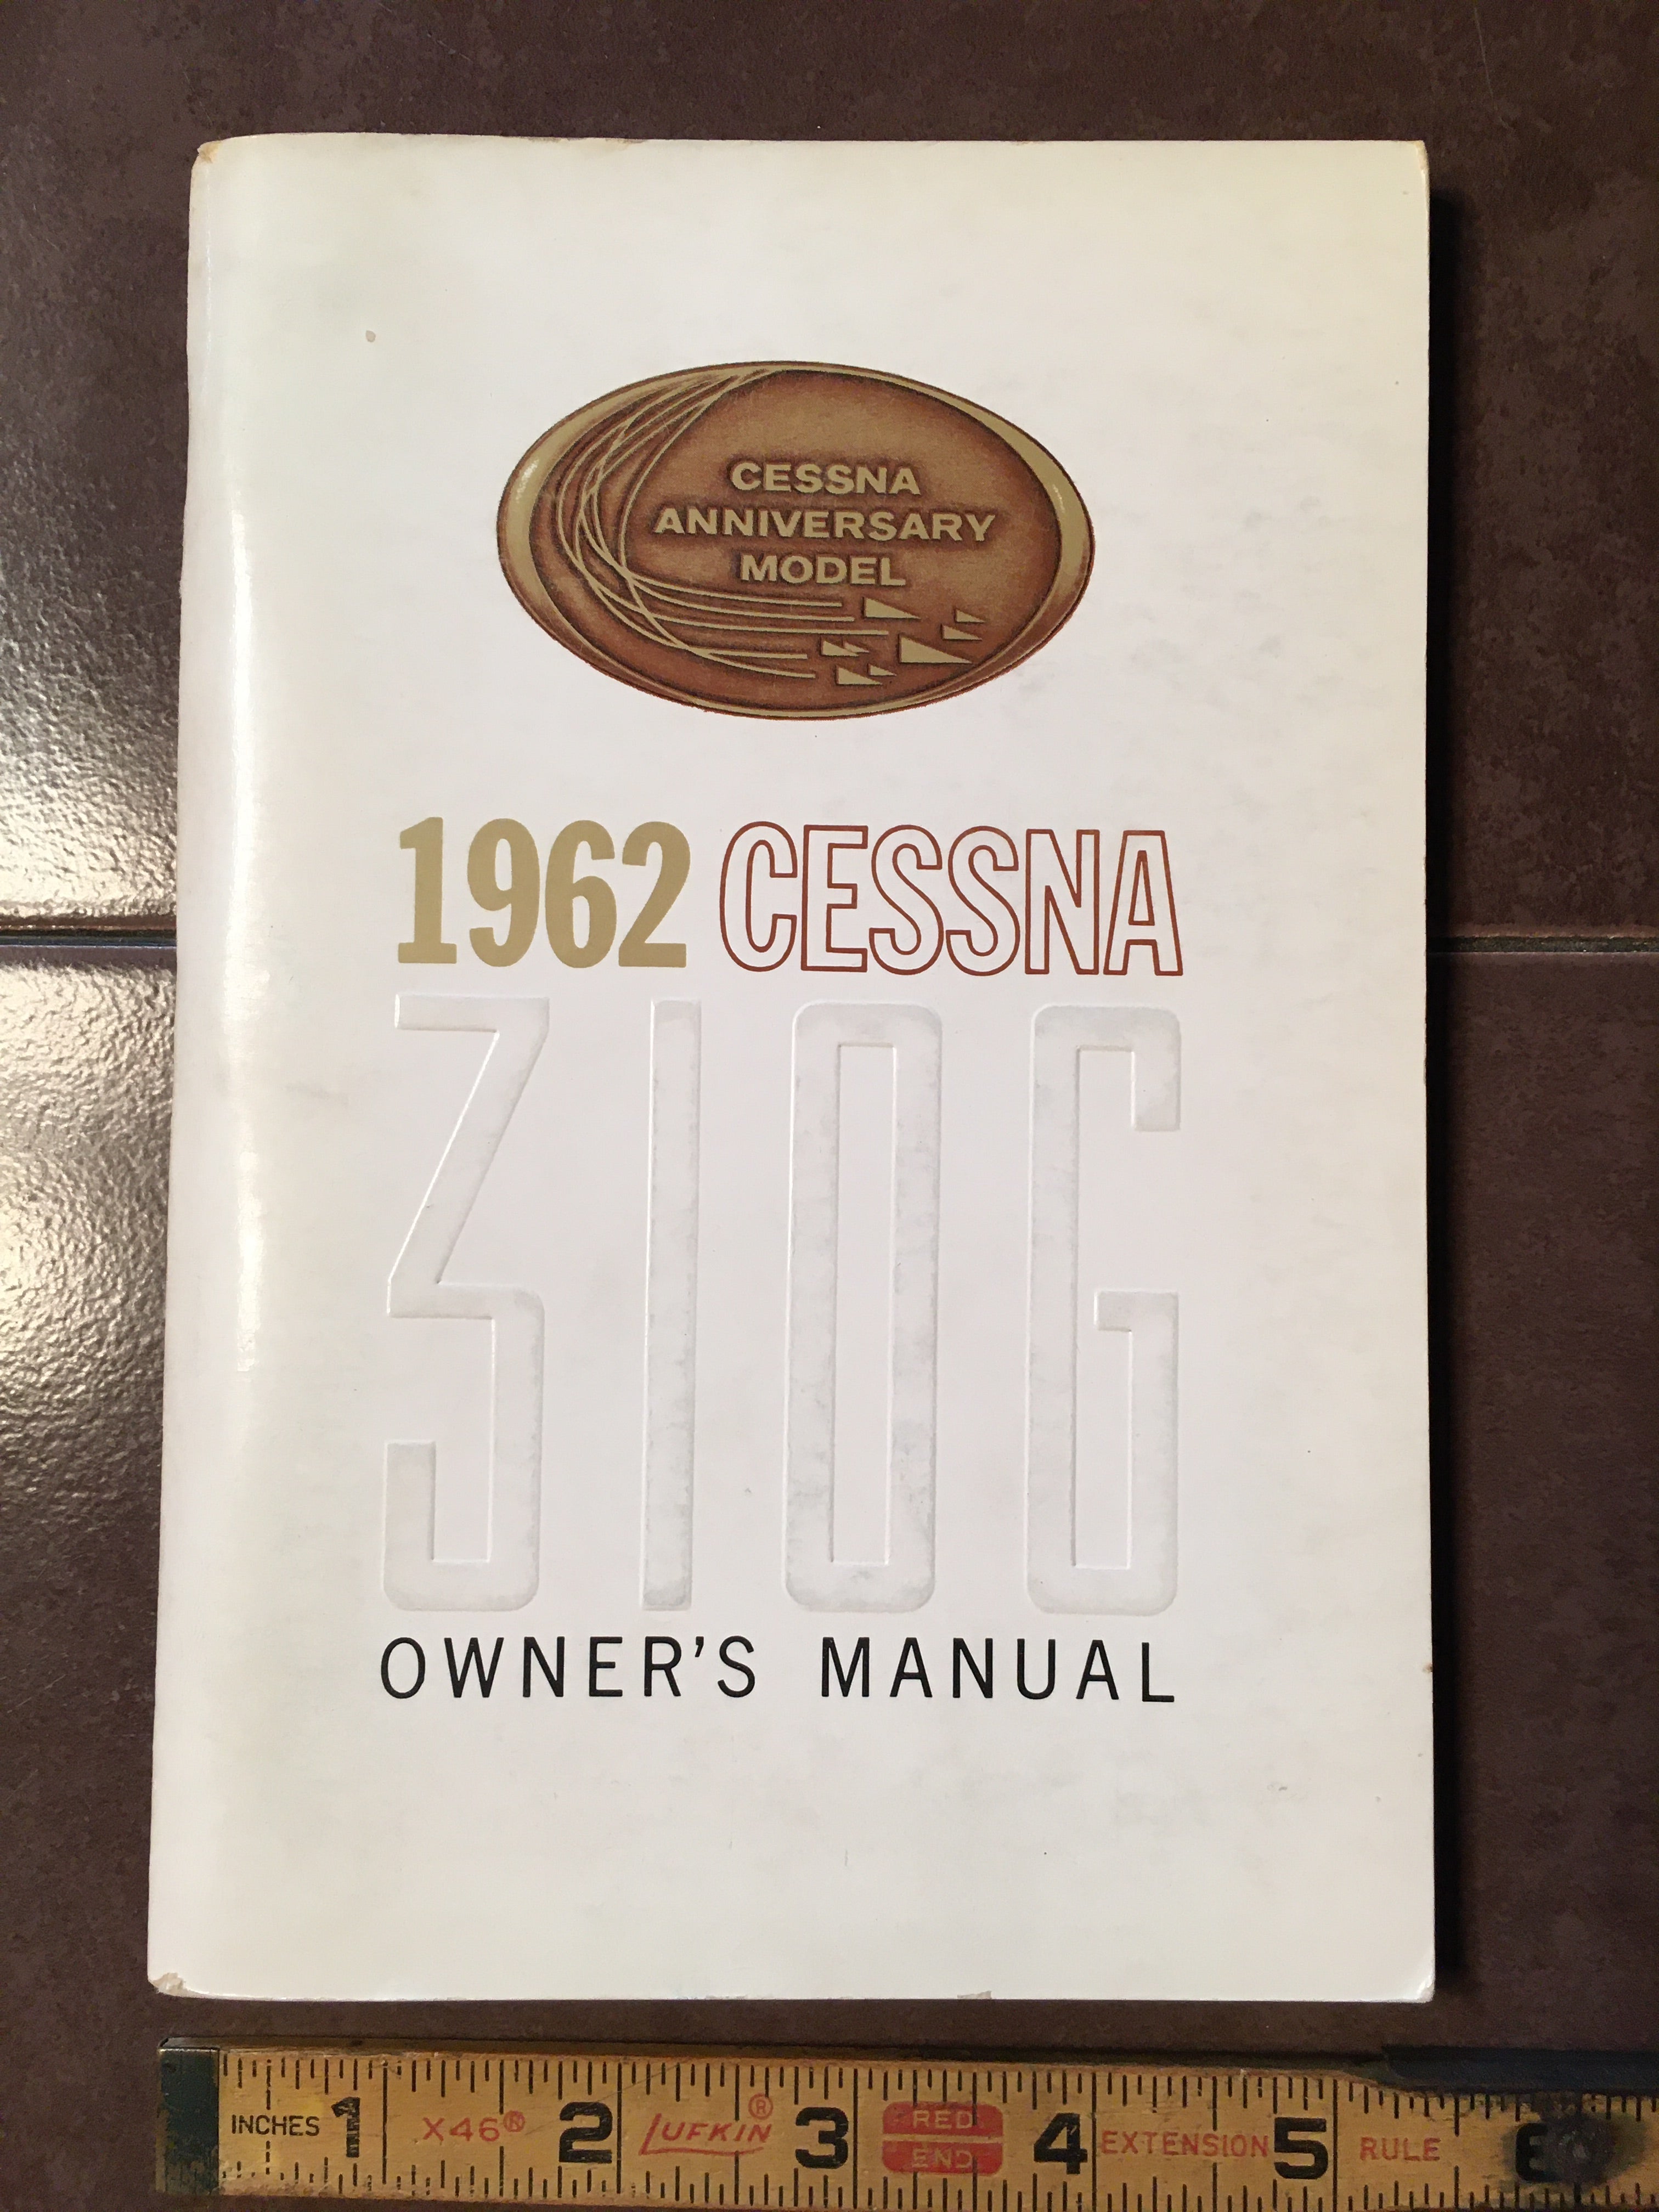 CESSNA
ANNIVERSARY
MODEL
1962 CESSNA
310G
OWNER'S MANUAL
INCHES 1 X46® 2 LUFKIN® 3 RED END 4 EXTENSION 5 RULE 6